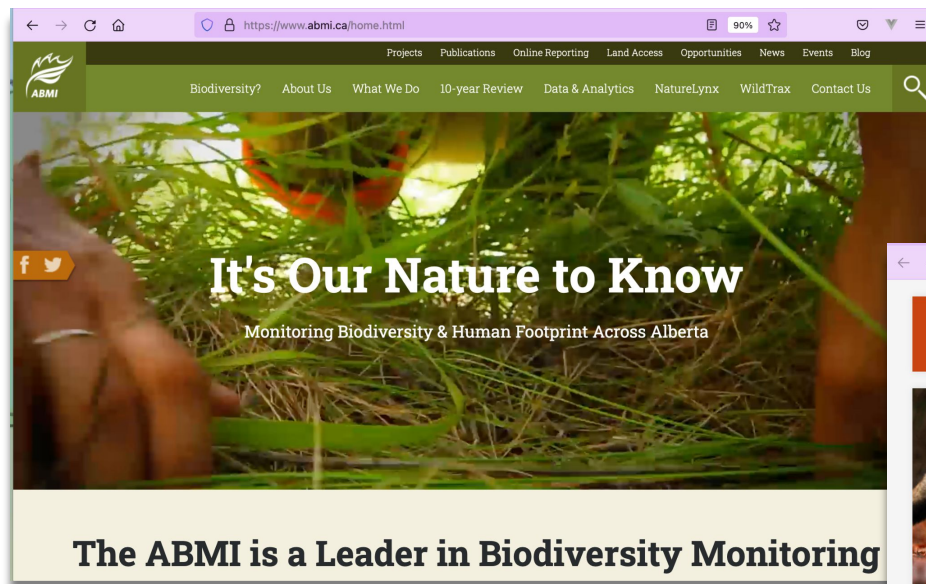 https://www.abmi.ca/home.html
90%
Projects Publications Online Reporting Land Access Opportunities News Events Blog
ABMI
Biodiversity? About Us What We Do 10-year Review Data & Analytics NatureLynx WildTrax Contact Us
It's Our Nature to Know
Monitoring Biodiversity & Human Footprint Across Alberta
The ABMI is a Leader in Biodiversity Monitoring